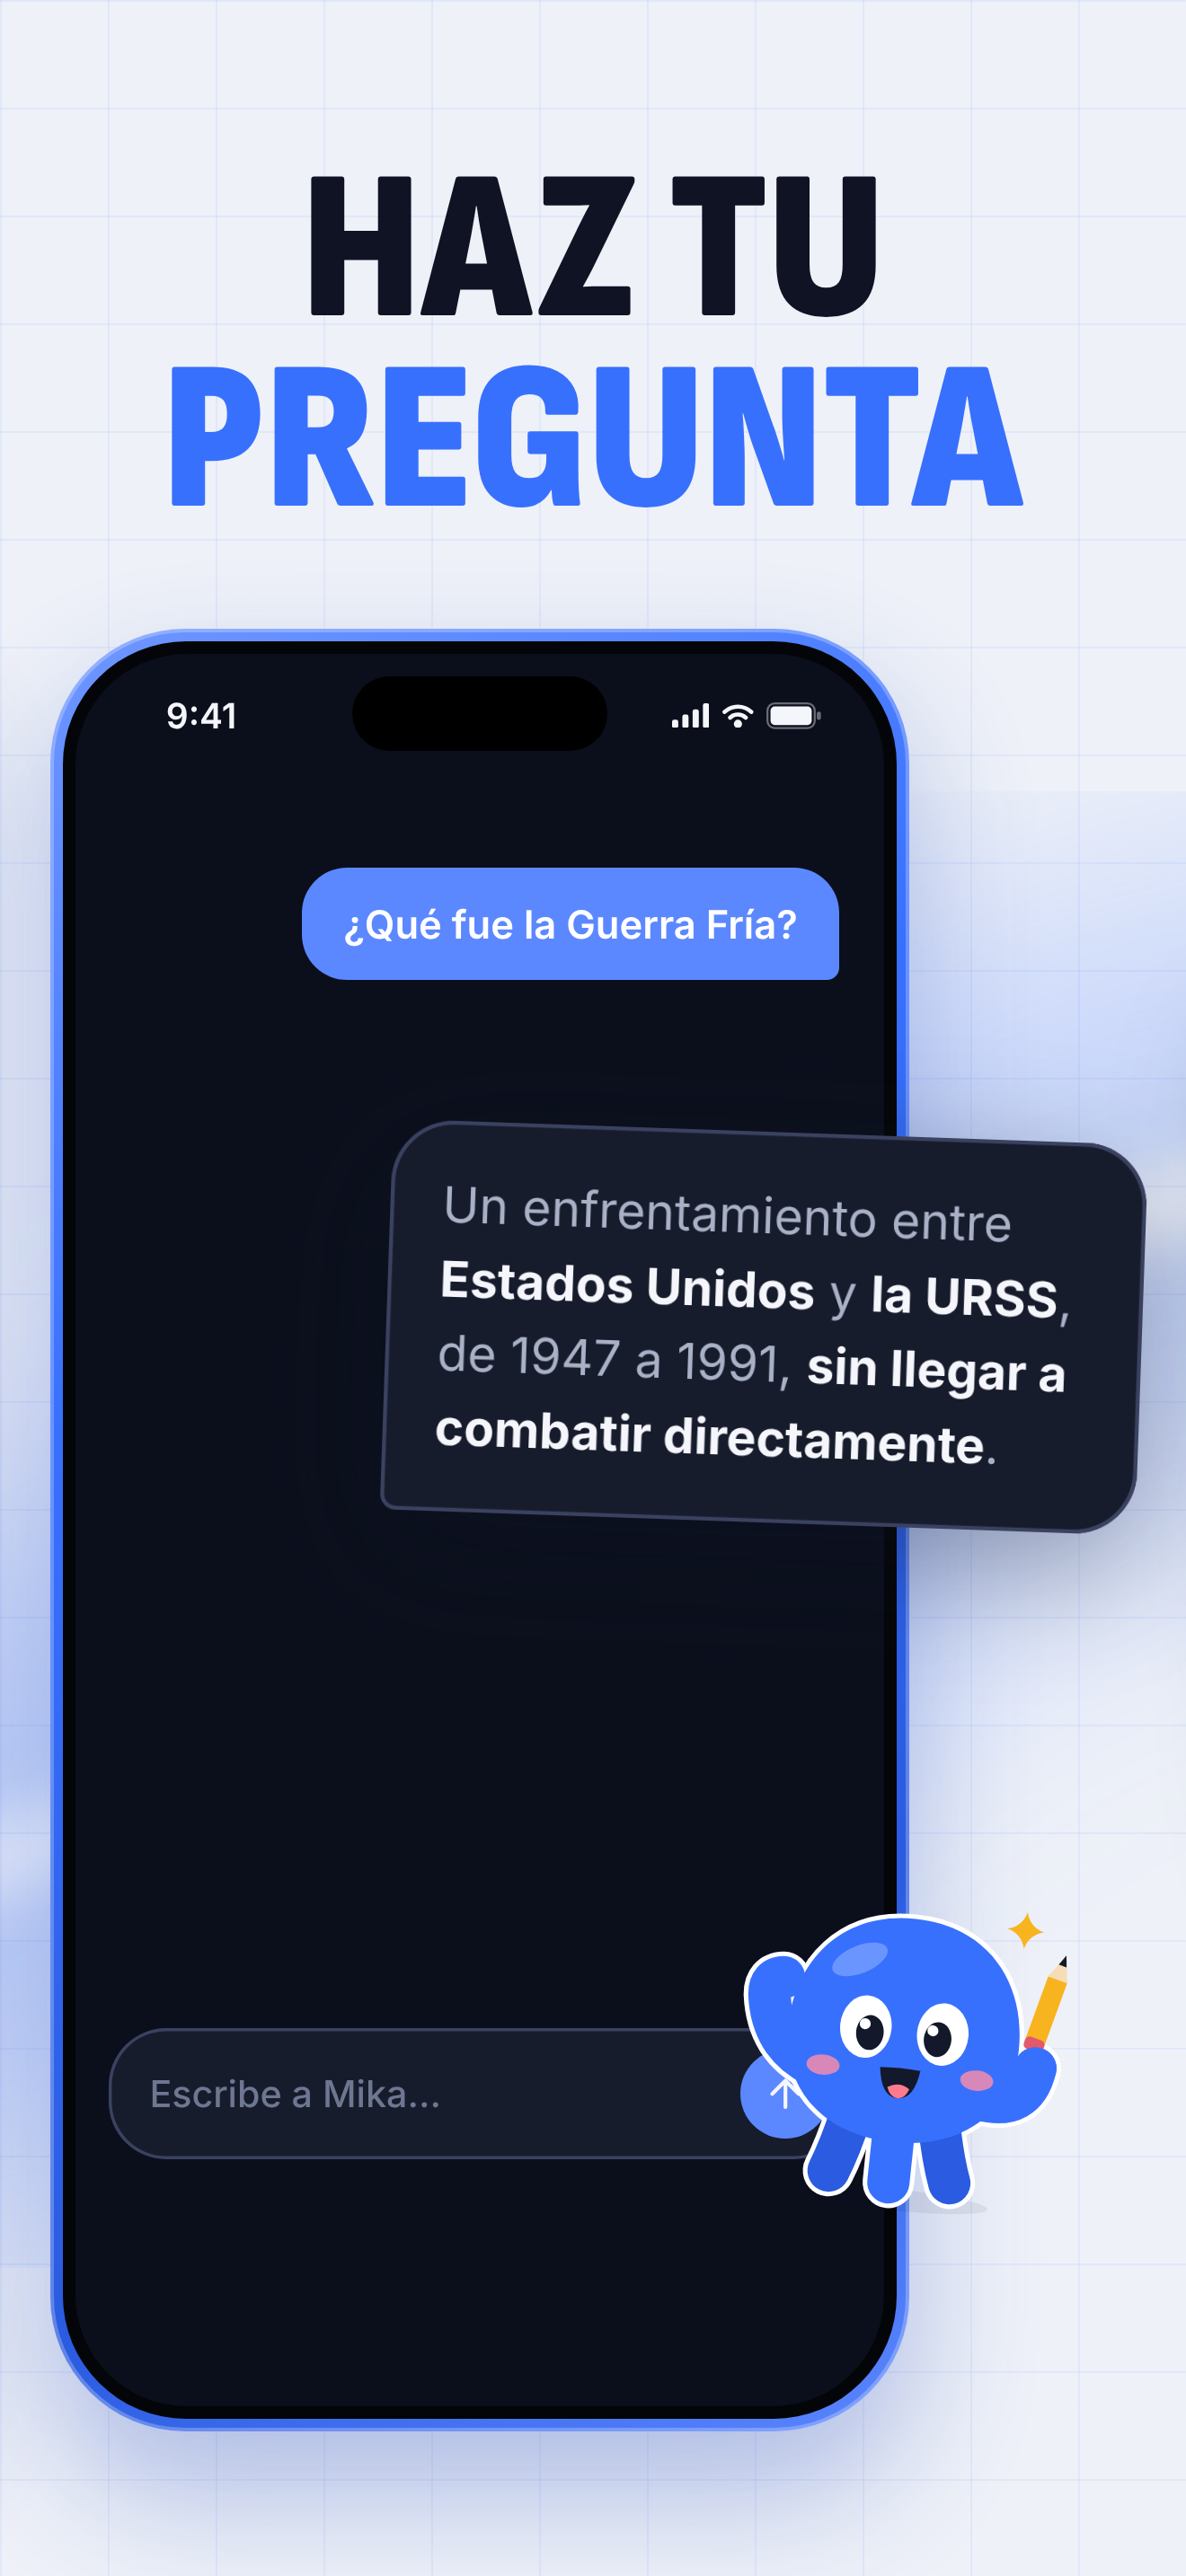 HAZ TU
PREGUNTA
9:41
¿Qué fue la Guerra Fría?
Un enfrentamiento entre
Estados Unidos y la URSS,
de 1947 a 1991, sin llegar a
combatir directamente.
Escribe a Mika...